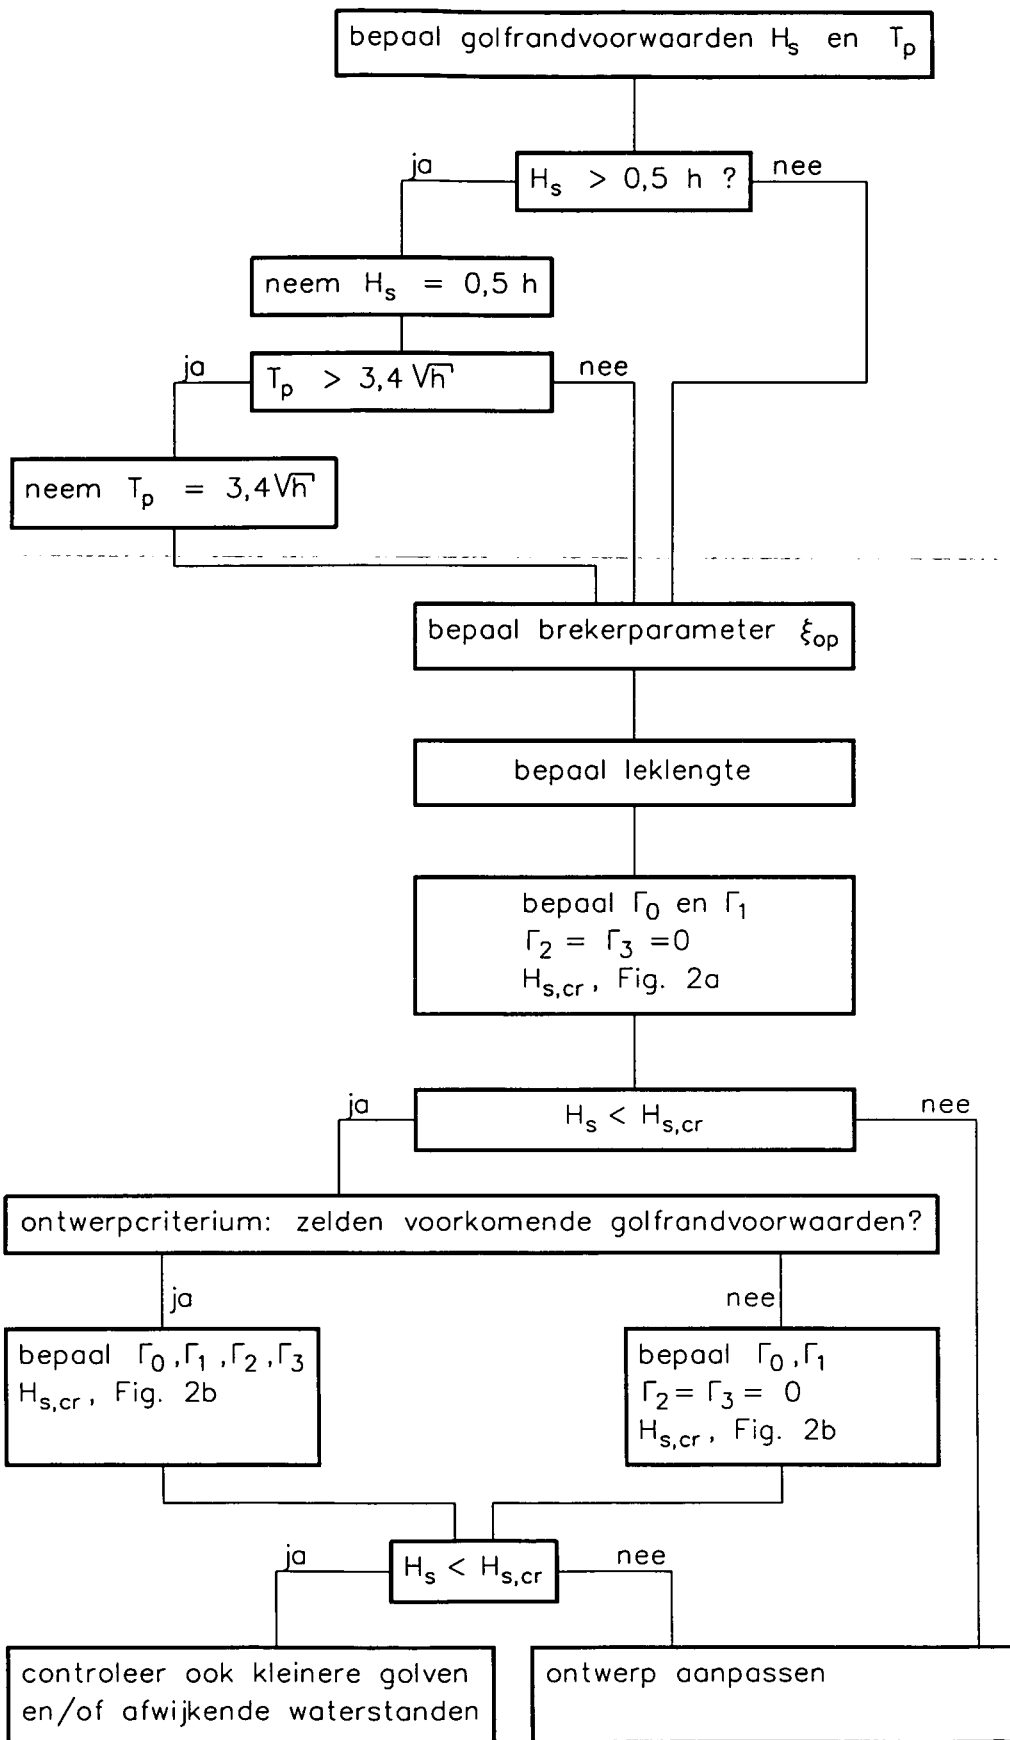 bepaal golfrandvoorwaarden Hs en Tp
ja
Hs > 0,5 h ?
nee
neem Hs = 0,5 h
ja
Tp > 3,4 √h
nee
neem Tp = 3,4√h
bepaal brekerparameter ξop
bepaal leklengte
bepaal Γ0 en Γ1
Γ2 = Γ3 =0
Hs,cr, Fig. 2a
ja
Hs < Hs,cr
nee
ontwerpcriterium: zelden voorkomende golfrandvoorwaarden?
ja
nee
bepaal Γ0,Γ1,Γ2,Γ3
Hs,cr, Fig. 2b
bepaal Γ0,Γ1
Γ2=Γ3= 0
Hs,cr, Fig. 2b
ja
Hs < Hs,cr
nee
controleer ook kleinere golven
en/of afwijkende waterstanden
ontwerp aanpassen